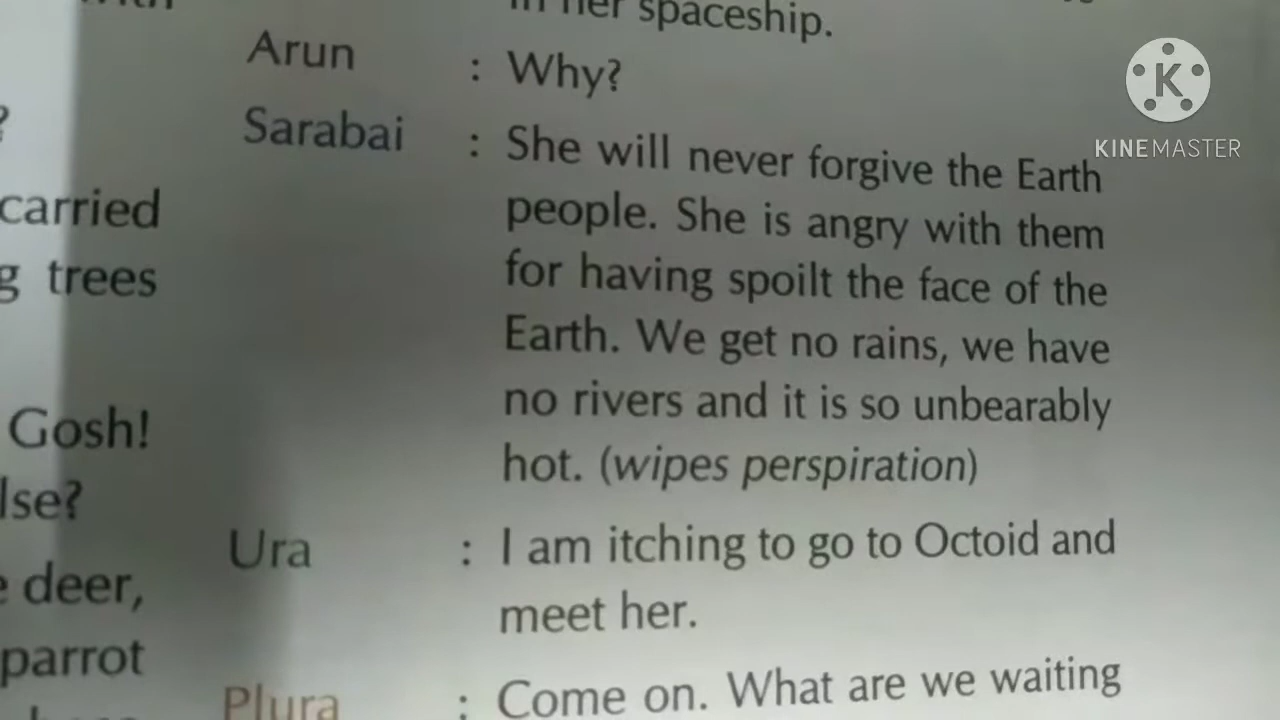 carried
g trees
Gosh!
lse?
deer,
parrot
in her spaceship.
Arun : Why?
Sarabai : She will never forgive the Earth
people. She is angry with them
for having spoilt the face of the
Earth. We get no rains, we have
no rivers and it is so unbearably
hot. (wipes perspiration)
Ura : I am itching to go to Octoid and
meet her.
Plura : Come on. What are we waiting
K
KINEMASTER